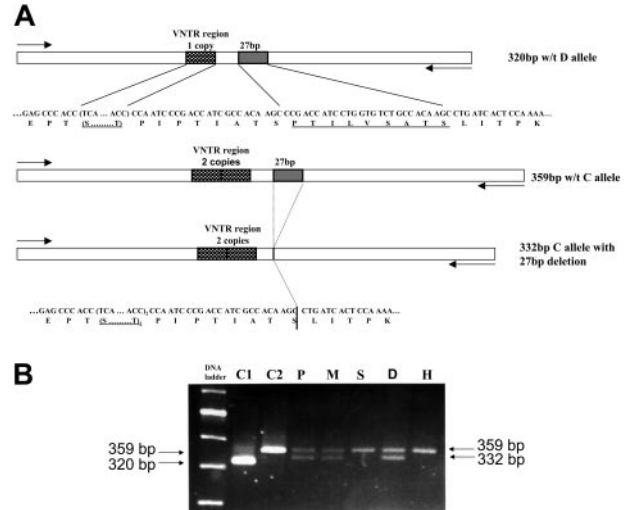 A
VNTR region
1 copy
27bp
320bp w/t D allele
...GAG CCC ACC (TCA ... ACC) CCA ATC CCG ACC ATC GCC ACA AGC CCG ACC ATC CTG GTG TCT GCC ACA AGC CTG ATC ACT CCA AAA...
E P T (S.........T) P I P T I A T S P T I L V S A T S L I T P K
VNTR region
2 copies
27bp
359bp w/t C allele
VNTR region
2 copies
332bp C allele with
27bp deletion
...GAG CCC ACC (TCA ... ACC)2 CCA ATC CCG ACC ATC GCC ACA AGC CTG ATC ACT CCA AAA...
E P T (S.........T)2 P I P T I A T S L I T P K
B
DNA
ladder
C1 C2 P M S D H
359 bp
320 bp
359 bp
332 bp